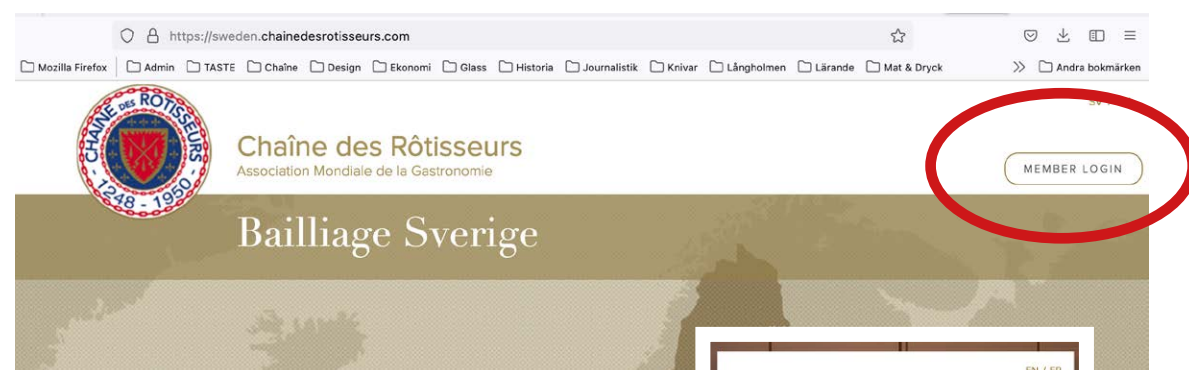 https://sweden.chainedesrotisseurs.com
Mozilla Firefox Admin TASTE Chaîne Design Ekonomi Glass Historia Journalistik Knivar Långholmen Lärande Mat & Dryck Andra bokmärken
CHAINE DES ROTISSEURS
1248 - 1950
Chaîne des Rôtisseurs
Association Mondiale de la Gastronomie
MEMBER LOGIN
Bailliage Sverige
EN / FR